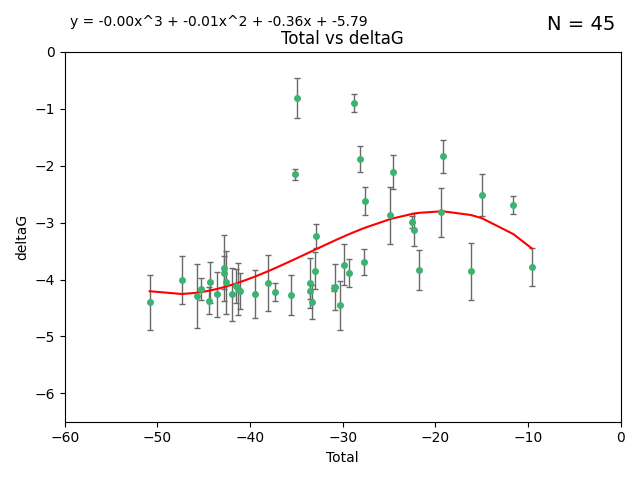 y = -0.00x^3 + -0.01x^2 + -0.36x + -5.79
N = 45
Total vs deltaG
0
−1
−2
−3
−4
−5
−6
deltaG
−60 −50 −40 −30 −20 −10 0
Total